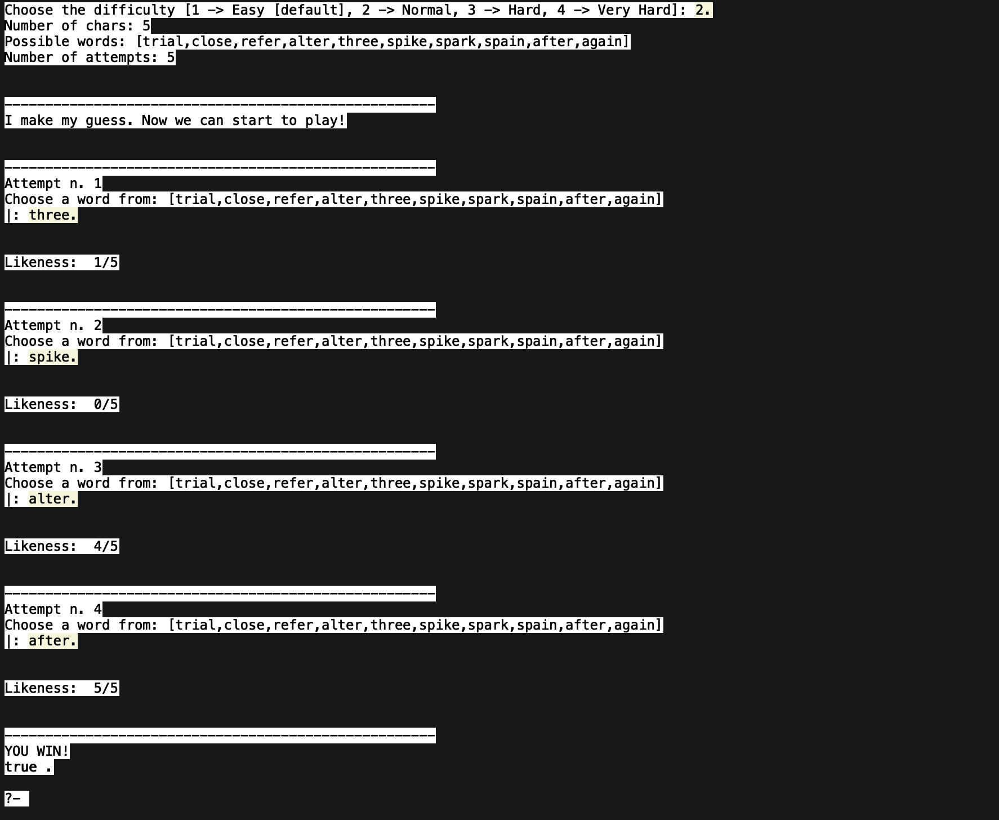 Choose the difficulty [1 -> Easy [default], 2 -> Normal, 3 -> Hard, 4 -> Very Hard]: 2.
Number of chars: 5
Possible words: [trial,close,refer,alter,three,spike,spark,spain,after,again]
Number of attempts: 5
-----------------------------------------------------
I make my guess. Now we can start to play!
-----------------------------------------------------
Attempt n. 1
Choose a word from: [trial,close,refer,alter,three,spike,spark,spain,after,again]
|: three.
Likeness:  1/5
-----------------------------------------------------
Attempt n. 2
Choose a word from: [trial,close,refer,alter,three,spike,spark,spain,after,again]
|: spike.
Likeness:  0/5
-----------------------------------------------------
Attempt n. 3
Choose a word from: [trial,close,refer,alter,three,spike,spark,spain,after,again]
|: alter.
Likeness:  4/5
-----------------------------------------------------
Attempt n. 4
Choose a word from: [trial,close,refer,alter,three,spike,spark,spain,after,again]
|: after.
Likeness:  5/5
-----------------------------------------------------
YOU WIN!
true .
?-